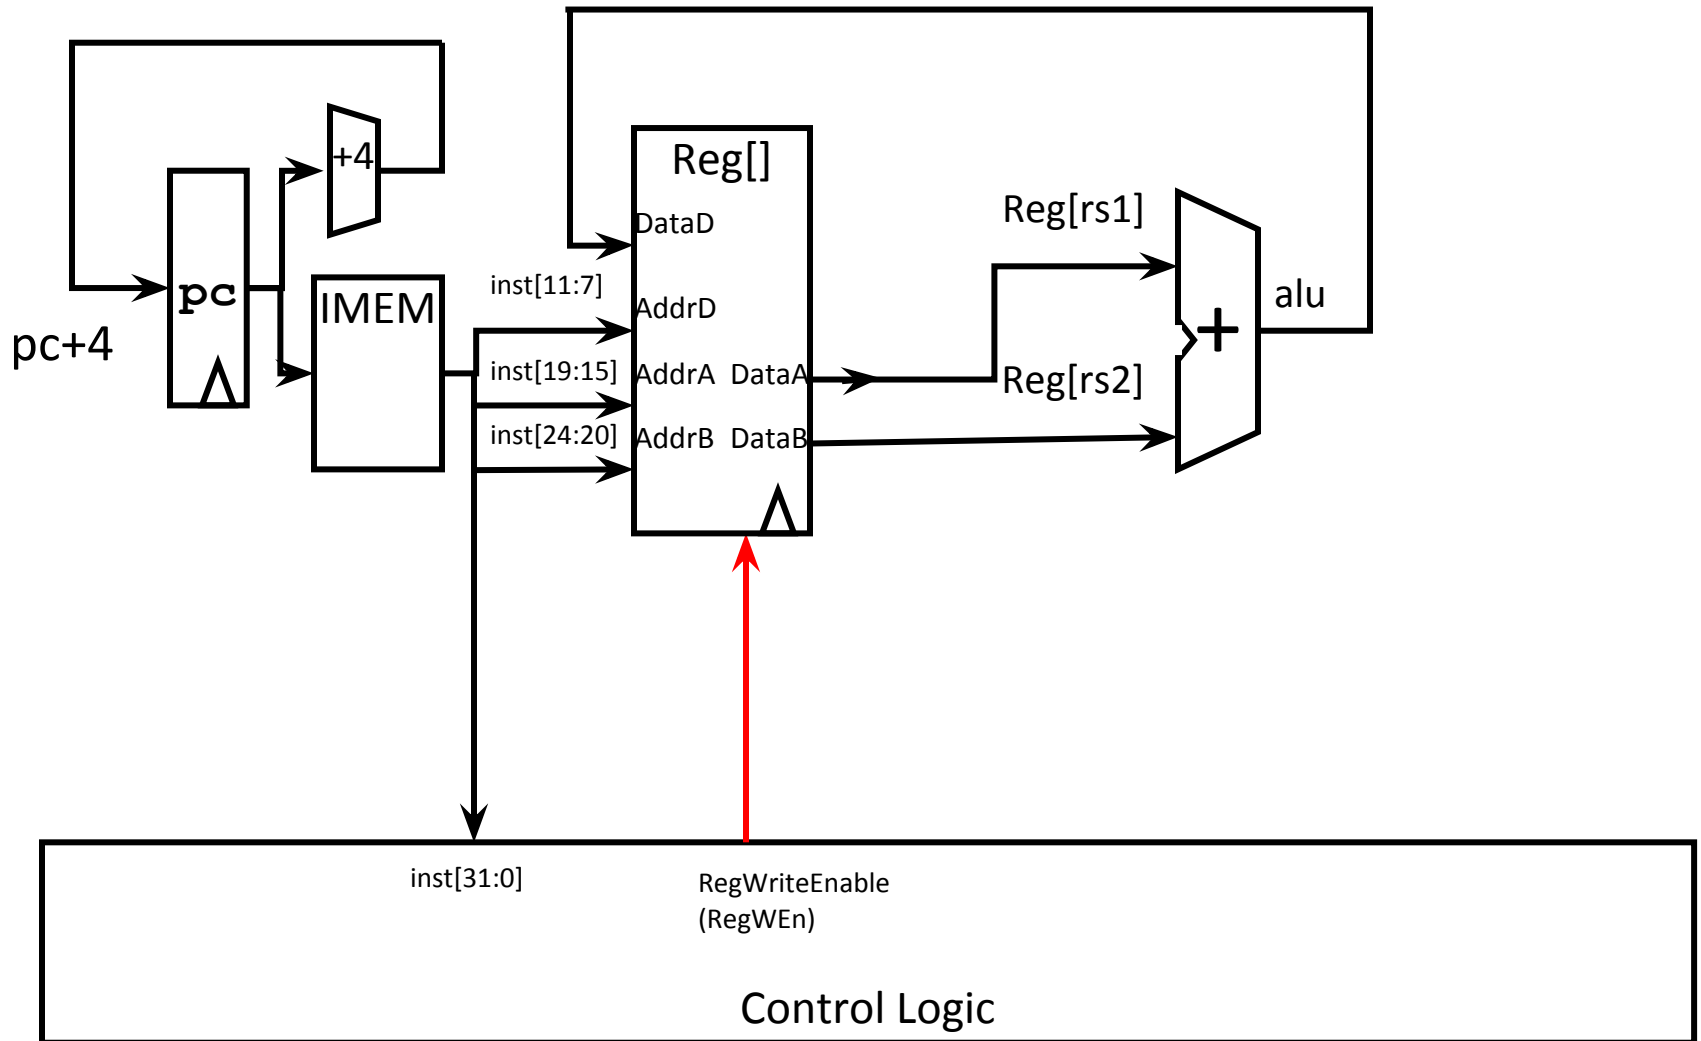 +4
Reg[]
DataD
Reg[rs1]
inst[11:7]
pc
IMEM
AddrD
alu
+
pc+4
inst[19:15]
AddrA DataA
Reg[rs2]
inst[24:20]
AddrB DataB
inst[31:0]
RegWriteEnable
(RegWEn)
Control Logic